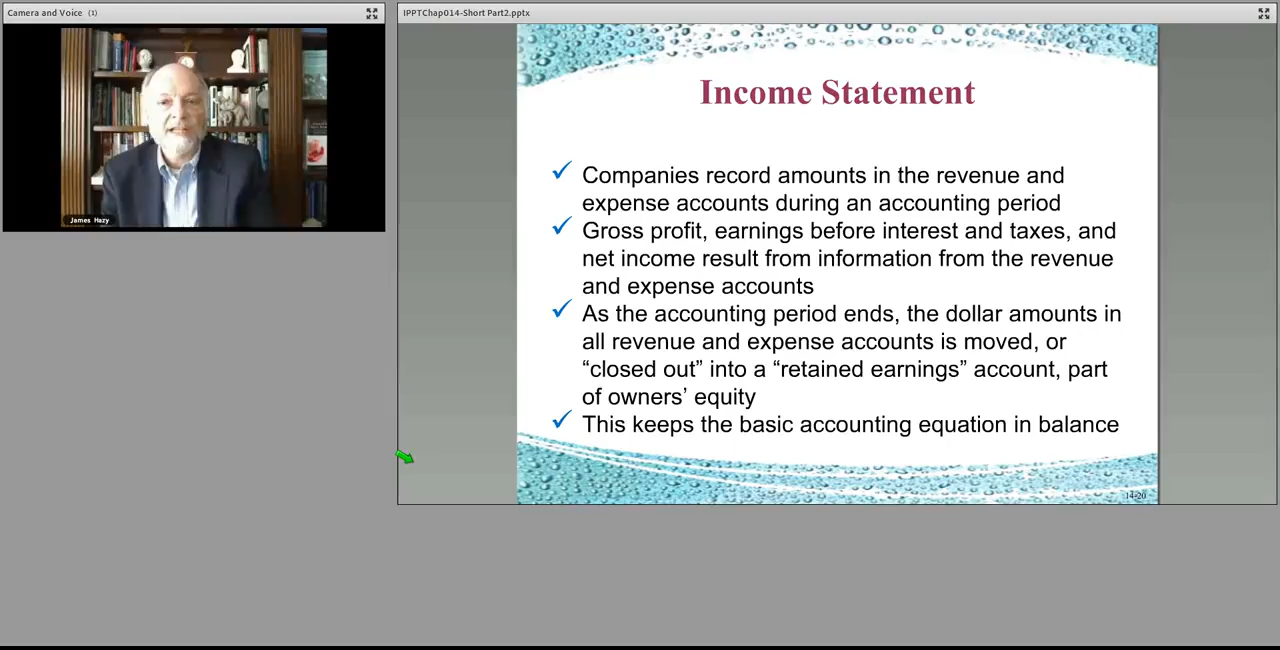 Camera and Voice (1)
James Hazy
IPPTChap014-Short Part2.pptx
Income Statement
Companies record amounts in the revenue and
expense accounts during an accounting period
Gross profit, earnings before interest and taxes, and
net income result from information from the revenue
and expense accounts
As the accounting period ends, the dollar amounts in
all revenue and expense accounts is moved, or
“closed out” into a “retained earnings” account, part
of owners’ equity
This keeps the basic accounting equation in balance
14-20